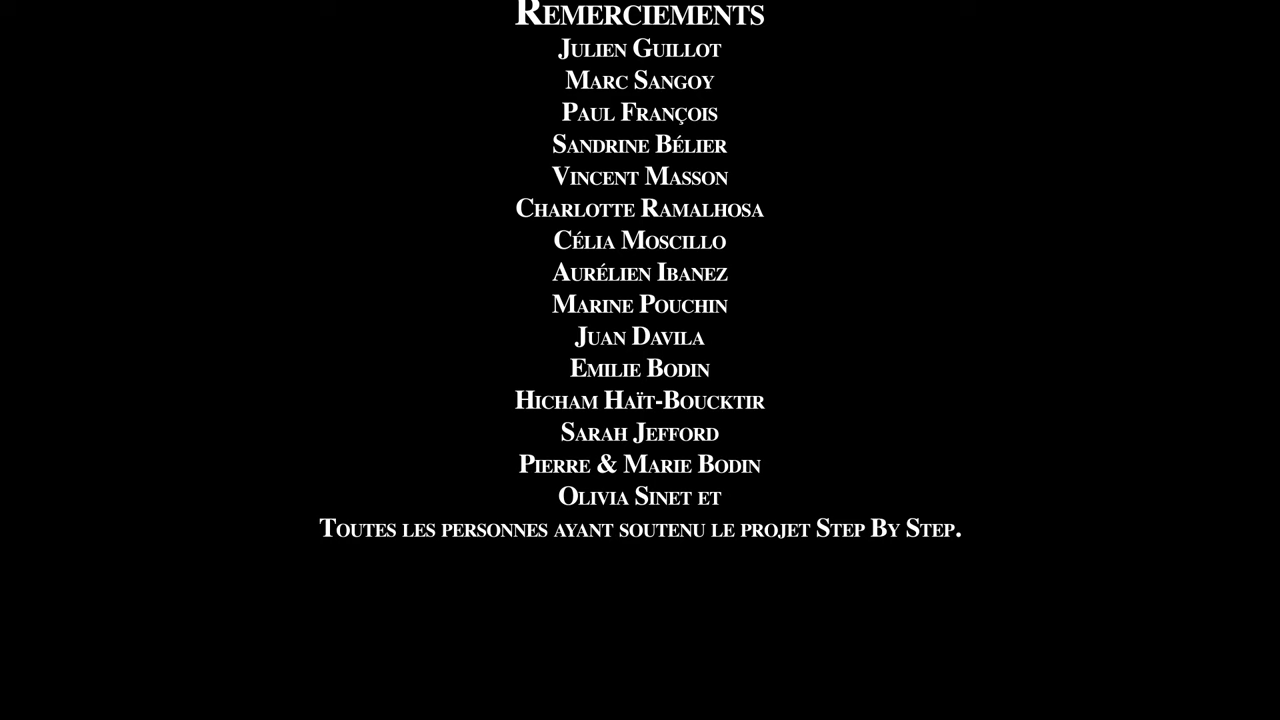 Remerciements
Julien Guillot
Marc Sangoy
Paul François
Sandrine Bélier
Vincent Masson
Charlotte Ramalhosa
Célia Moscillo
Aurélien Ibanez
Marine Pouchin
Juan Davila
Emilie Bodin
Hicham Haït-Boucktir
Sarah Jefford
Pierre & Marie Bodin
Olivia Sinet et
Toutes les personnes ayant soutenu le projet Step By Step.